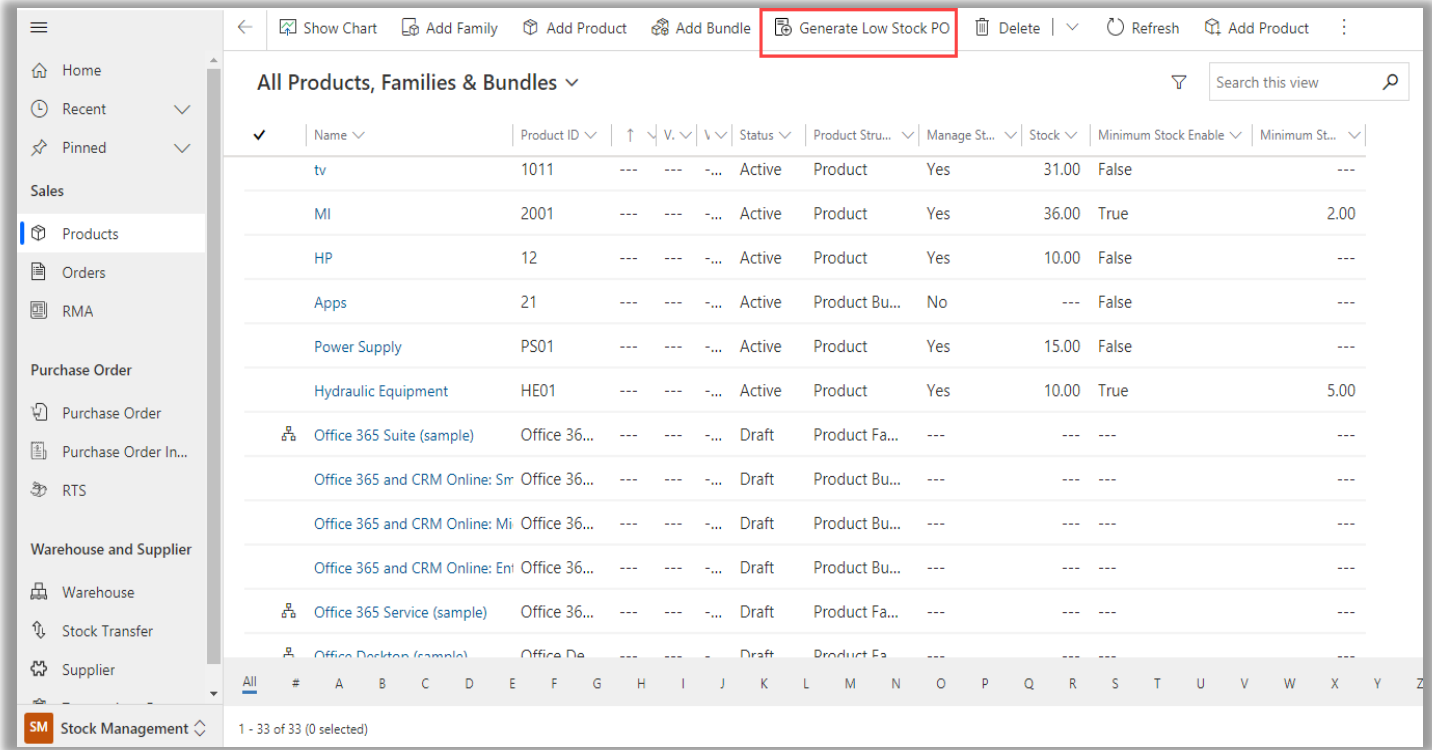 Show Chart Add Family Add Product Add Bundle Generate Low Stock PO Delete Refresh Add Product
Home
Recent
Pinned
Sales
Products
Orders
RMA
Purchase Order
Purchase Order
Purchase Order In...
RTS
Warehouse and Supplier
Warehouse
Stock Transfer
Supplier
SM Stock Management
All Products, Families & Bundles
Search this view
Name Product ID V. Status Product Stru... Manage St... Stock Minimum Stock Enable Minimum St...
tv 1011 --- --- -... Active Product Yes 31.00 False ---
MI 2001 --- --- -... Active Product Yes 36.00 True 2.00
HP 12 --- --- -... Active Product Yes 10.00 False ---
Apps 21 --- --- -... Active Product Bu... No --- False ---
Power Supply PS01 --- --- -... Active Product Yes 15.00 False ---
Hydraulic Equipment HE01 --- --- -... Active Product Yes 10.00 True 5.00
Office 365 Suite (sample) Office 36... --- --- -... Draft Product Fa... --- --- --- ---
Office 365 and CRM Online: Sm Office 36... --- --- -... Draft Product Bu... --- --- --- ---
Office 365 and CRM Online: Mi Office 36... --- --- -... Draft Product Bu... --- --- --- ---
Office 365 and CRM Online: Ent Office 36... --- --- -... Draft Product Bu... --- --- --- ---
Office 365 Service (sample) Office 36... --- --- -... Draft Product Fa... --- --- --- ---
Office Desktop (sample) Office De --- --- - Draft Product Fa --- --- --- ---
All # A B C D E F G H I J K L M N O P Q R S T U V W X Y Z
1 - 33 of 33 (0 selected)